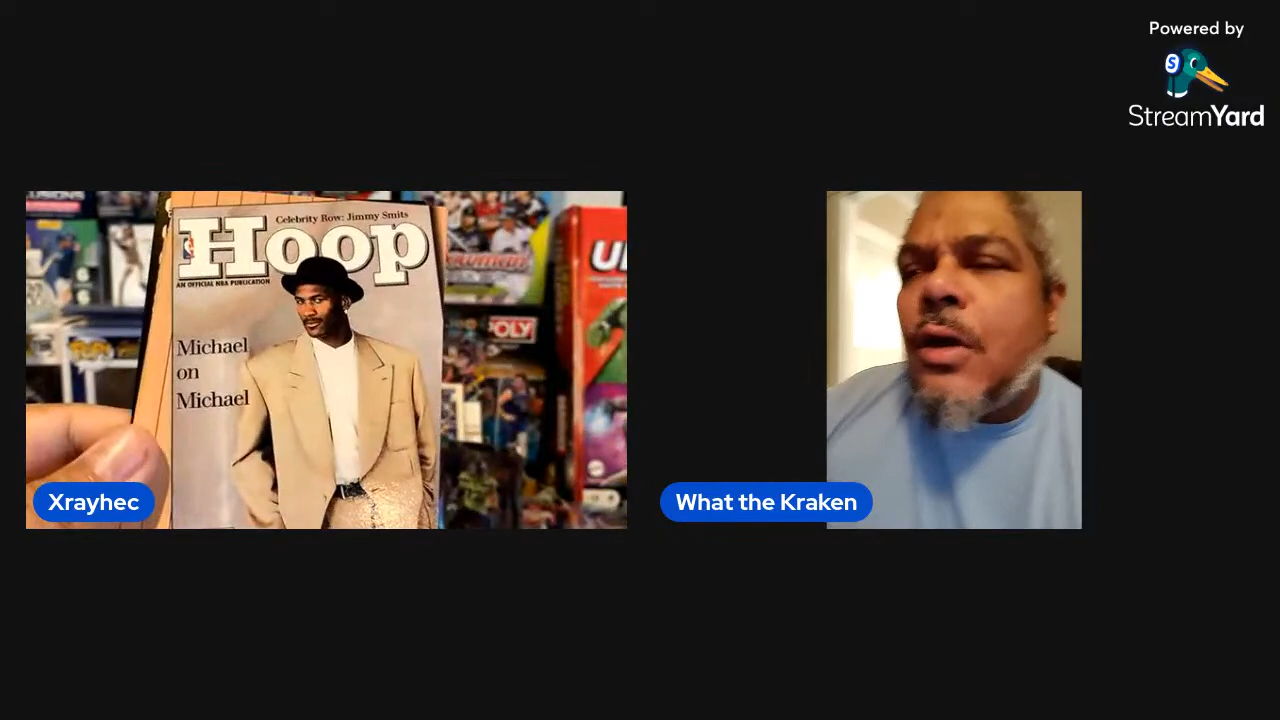 Powered by
S
StreamYard
Celebrity Row: Jimmy Smits
Hoop
AN OFFICIAL NBA PUBLICATION
Michael
on
Michael
OLY
Xrayhec
What the Kraken